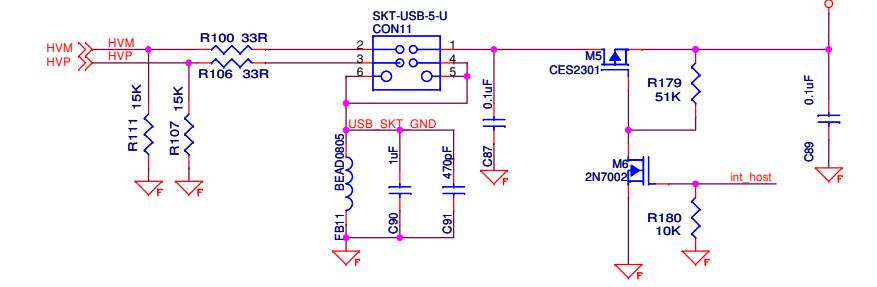 SKT-USB-5-U
CON11
HVM
HVM
R100 33R
2
1
M5
CES2301
HVP
HVP
R106 33R
3
4
6
5
R179
51K
0.1uF
C87
0.1uF
C89
R111 15K
R107 15K
USB_SKT_GND
FB11 BEAD0805
1uF
C90
470pF
C91
M6
2N7002
int_host
R180
10K
F
F
F
F
F
F
F